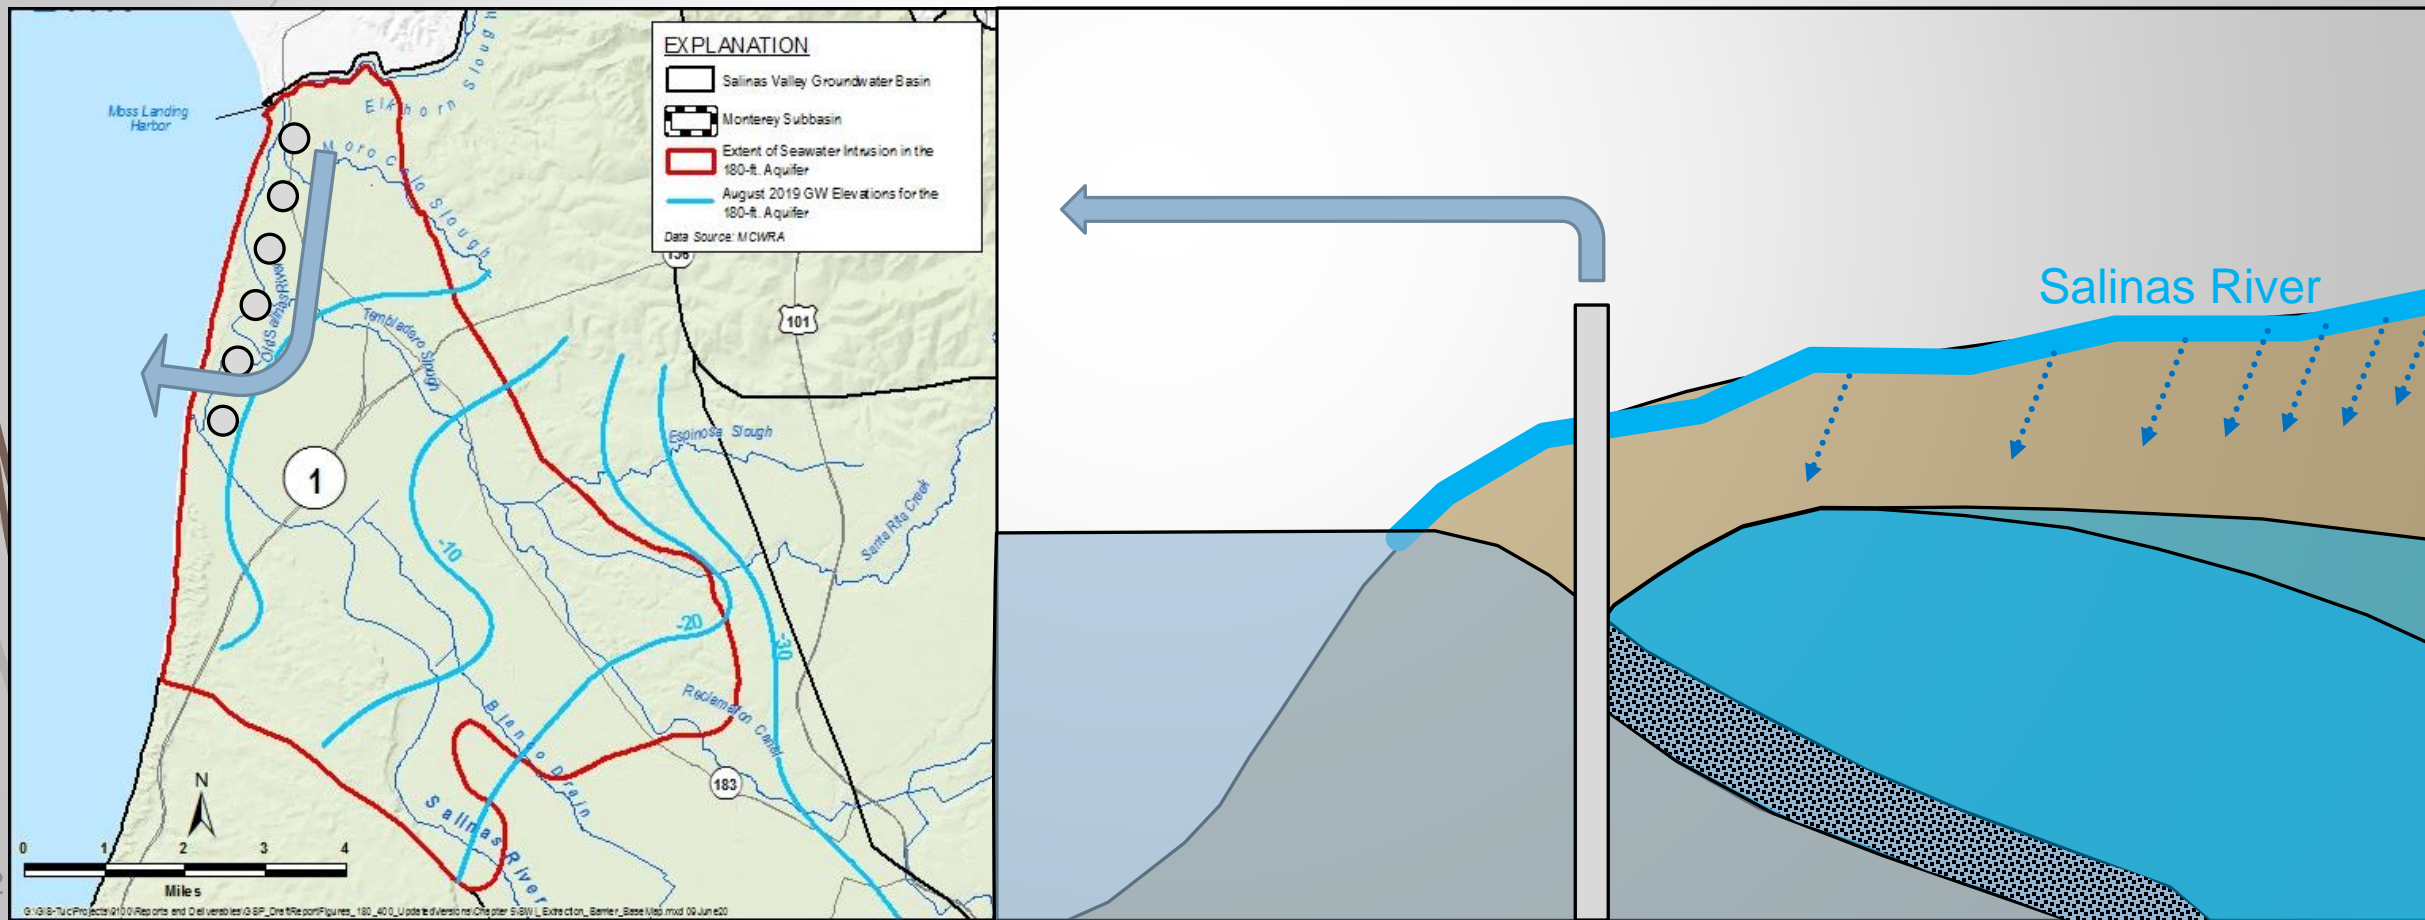 EXPLANATION
Salinas Valley Groundwater Basin
Monterey Subbasin
Extent of Seawater Intrusion in the
180-ft. Aquifer
August 2019 GW Elevations for the
180-ft. Aquifer
Data Source: MCWRA
Moss Landing
Harbor
Elkhorn Slough
Moro Cojo Slough
Old Salinas River
Tembladero Slough
101
Espinosa Slough
Santa Rita Creek
1
-10
-20
-30
Reclamation Canal
Blanco Drain
Salinas River
183
N
0 1 2 3 4
Miles
Salinas River